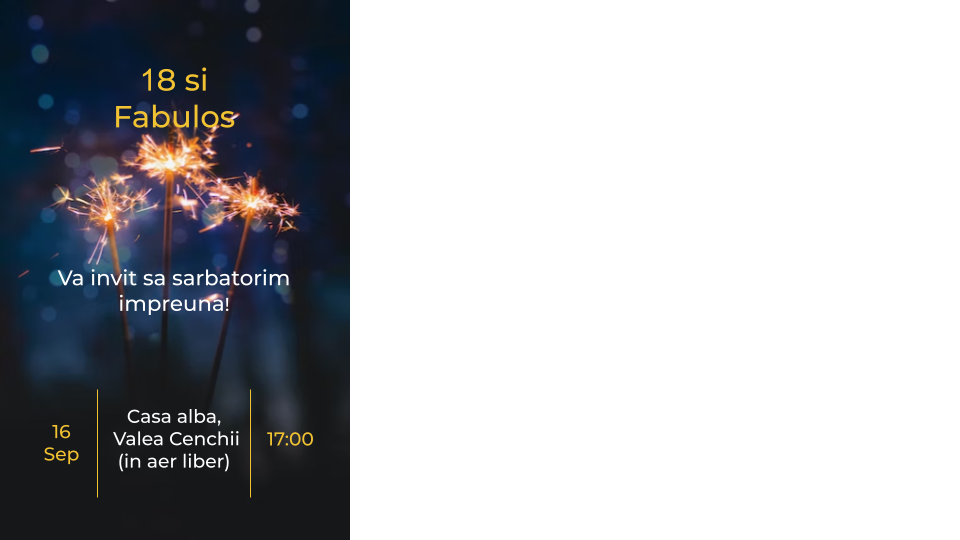 18 si
Fabulos
Va invit sa sarbatorim
impreuna!
16
Sep
Casa alba,
Valea Cenchii
(in aer liber)
17:00